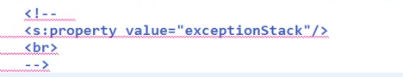 <!--
<s:property value="exceptionStack"/>
<br>
-->